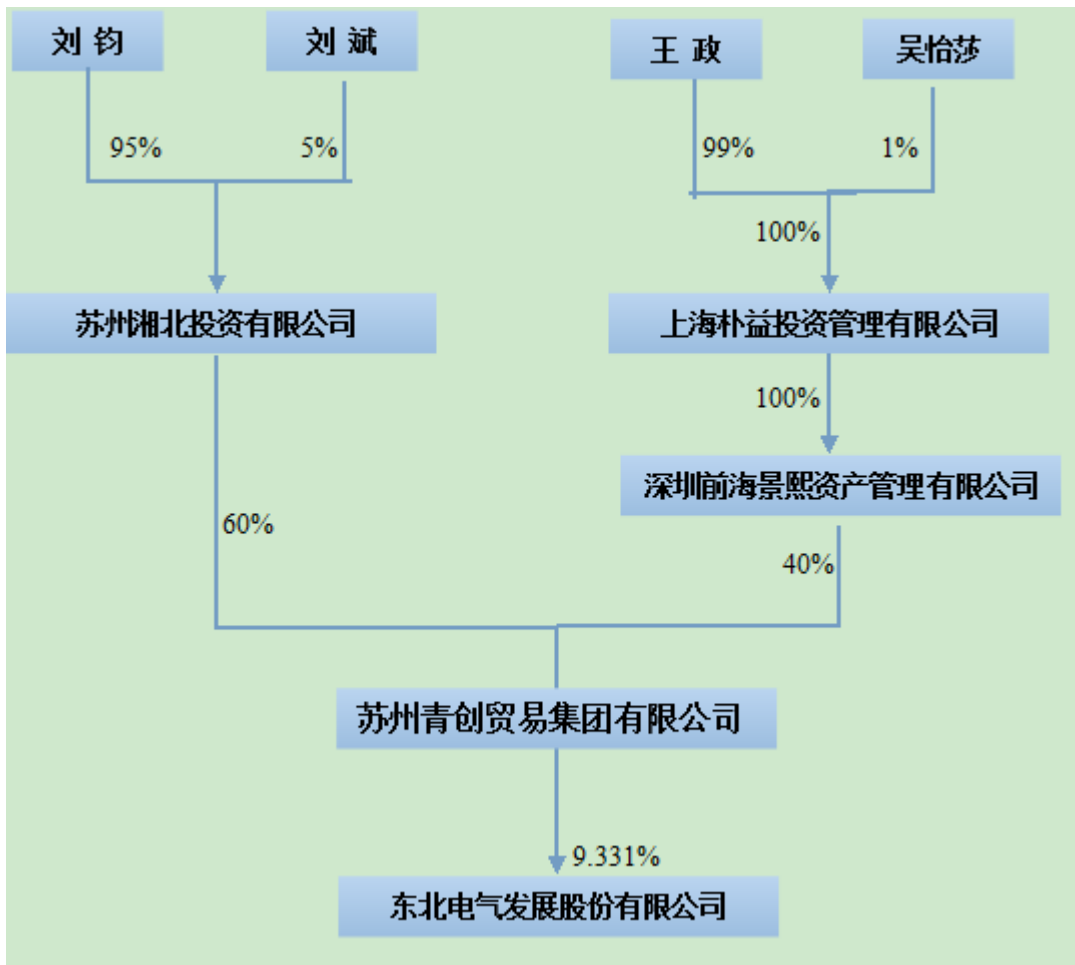 刘 钧
刘 斌
王 政
吴怡莎
95%
5%
99%
1%
100%
苏州湘北投资有限公司
上海朴益投资管理有限公司
100%
深圳前海景熙资产管理有限公司
60%
40%
苏州青创贸易集团有限公司
9.331%
东北电气发展股份有限公司